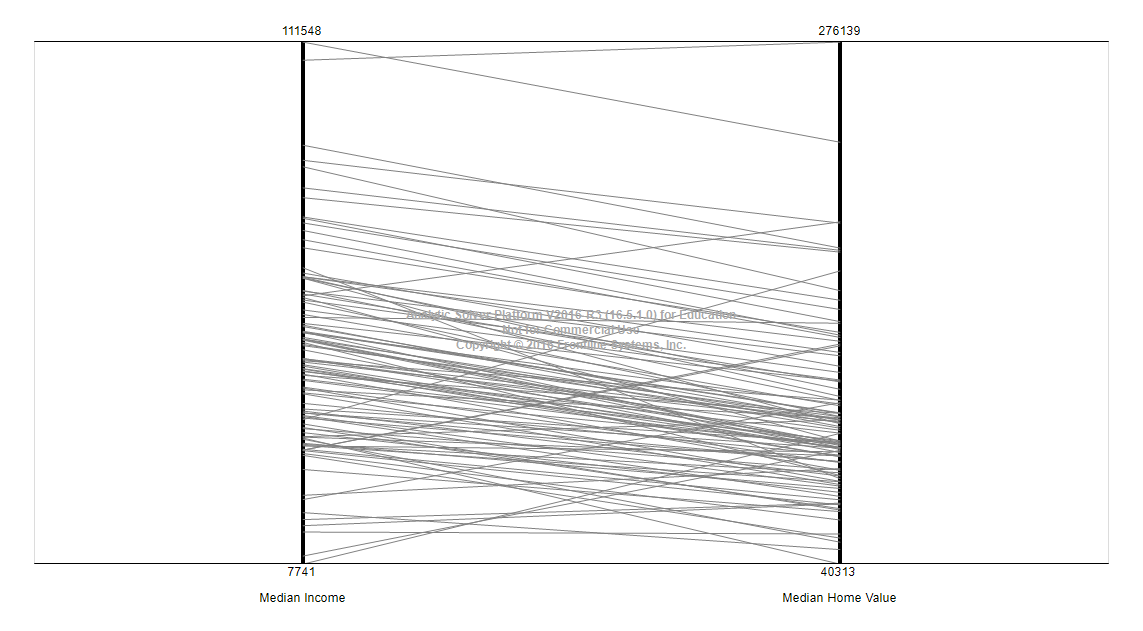 111548 276139
Analytic Solver Platform V2016-R3 (16.5.1.0) for Education
Not for Commercial Use
Copyright © 2016 Frontline Systems, Inc.
7741 40313
Median Income Median Home Value